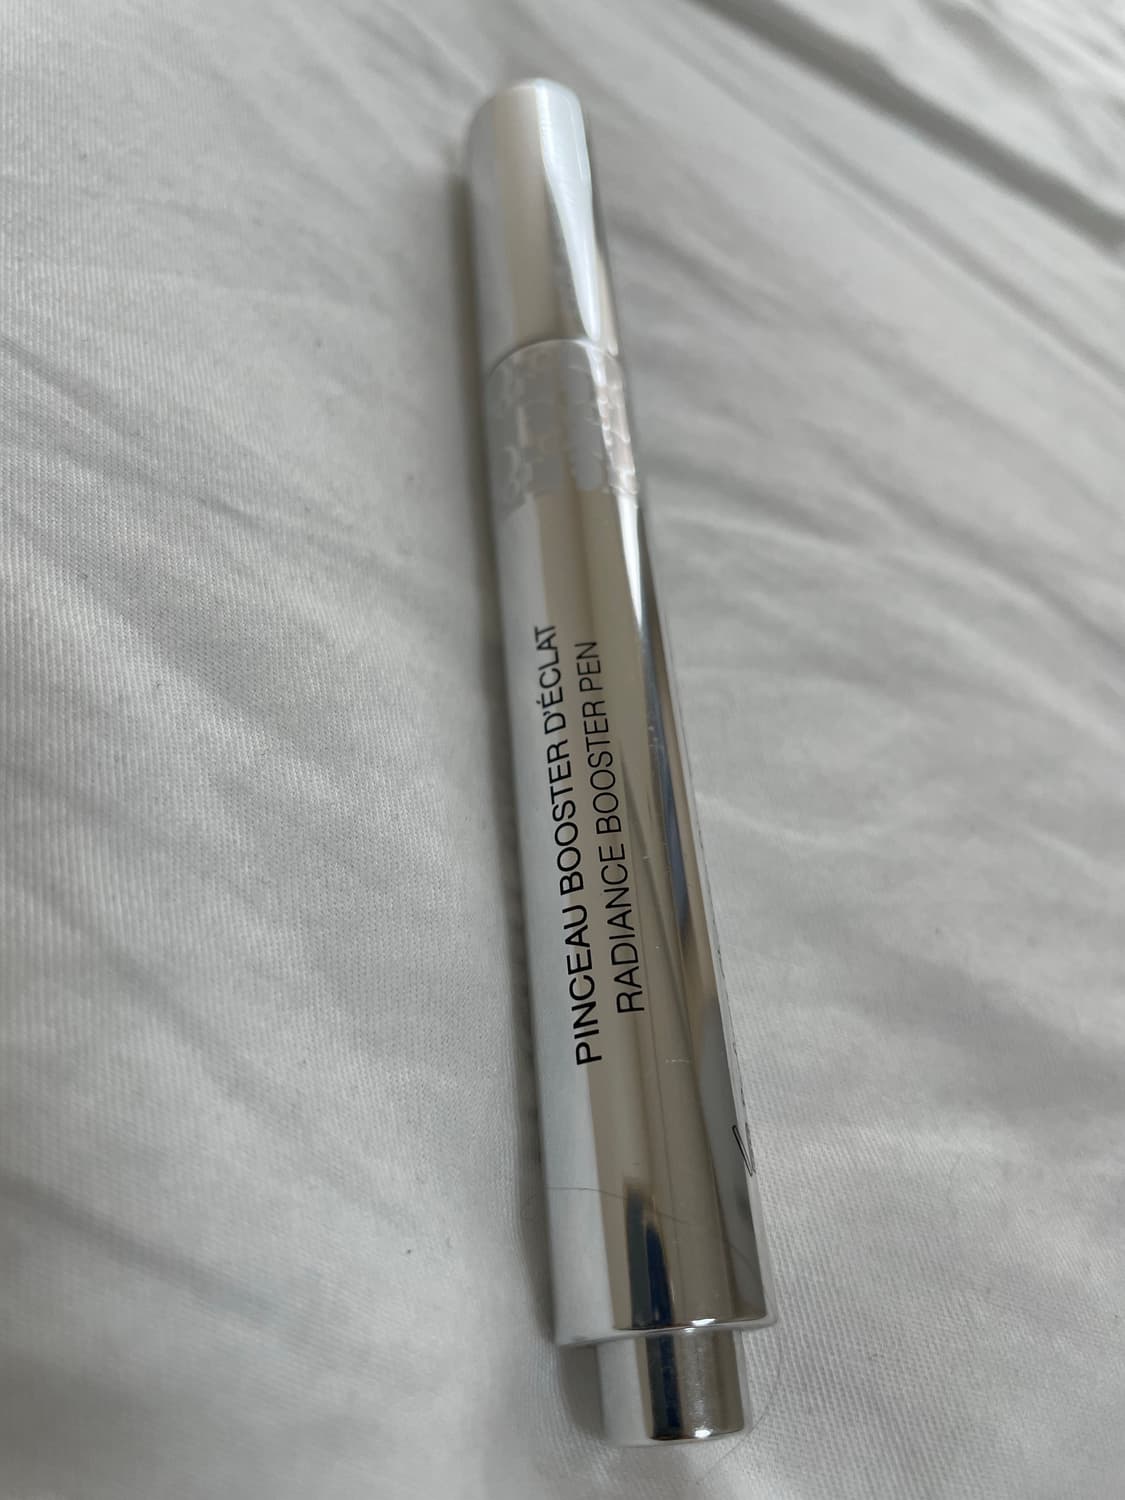 PINCEAU BOOSTER D'ÉCLAT
RADIANCE BOOSTER PEN